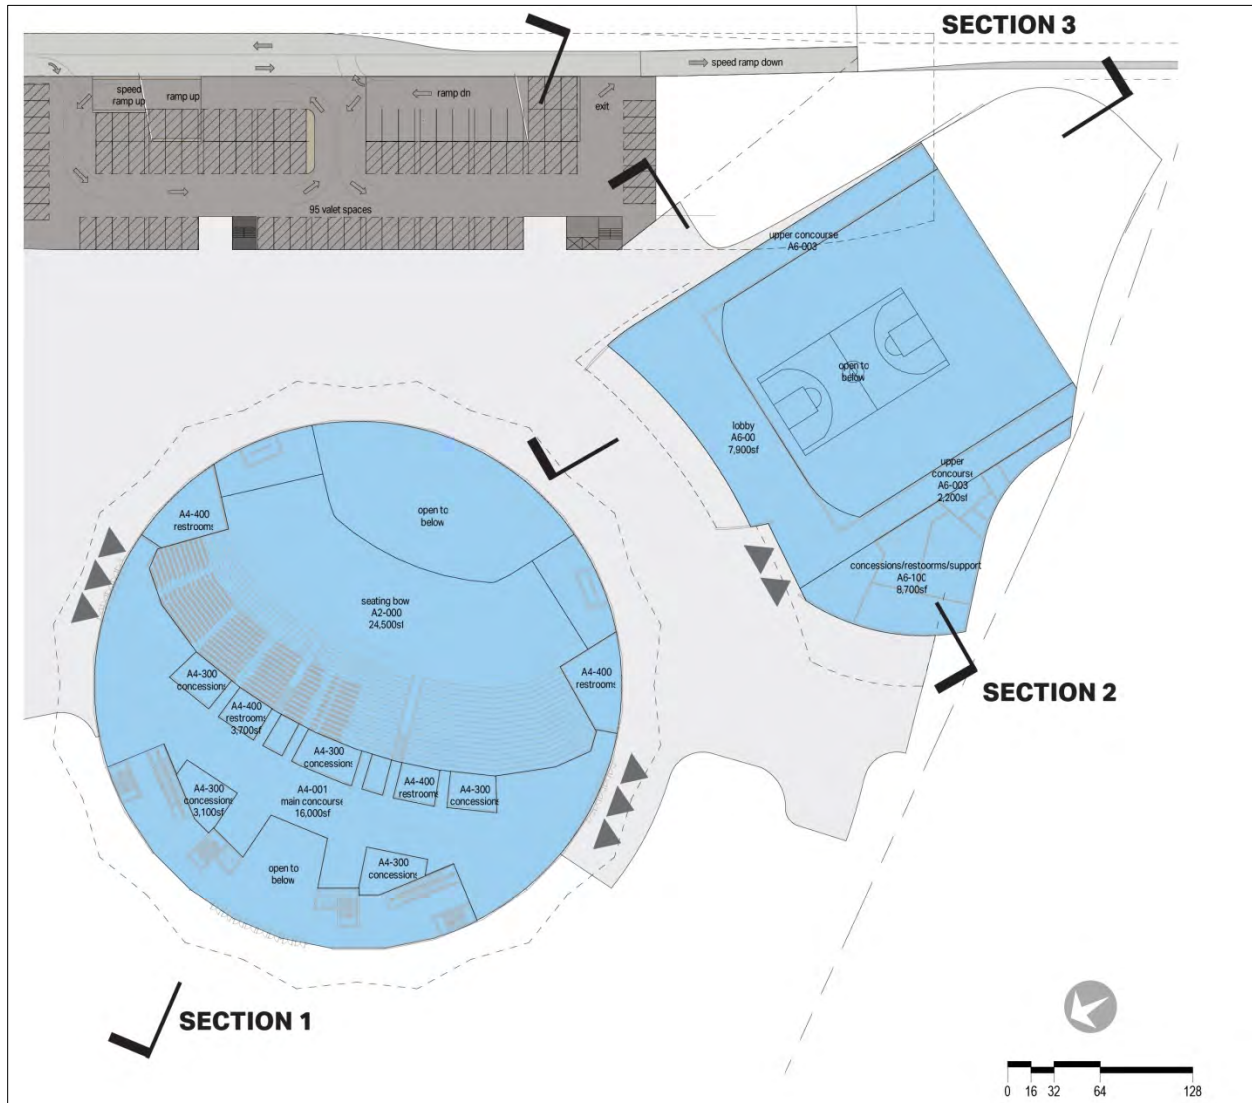 SECTION 3
speed ramp down
speed
ramp up
ramp up
ramp dn
exit
95 valet spaces
upper concourse
A6-003
open to
below
lobby
A6-00
7,900sf
upper
concourse
A6-003
2,200sf
concessions/restoorms/support
A6-100
8,700sf
SECTION 2
A4-400
restrooms
open to
below
seating bow
A2-000
24,500sf
A4-400
restrooms
A4-300
concessions
A4-400
restrooms
3,700sf
A4-300
concessions
A4-400
restrooms
A4-300
concessions
A4-300
concessions
3,100sf
A4-001
main concourse
16,000sf
open to
below
A4-300
concessions
SECTION 1
0 16 32 64 128